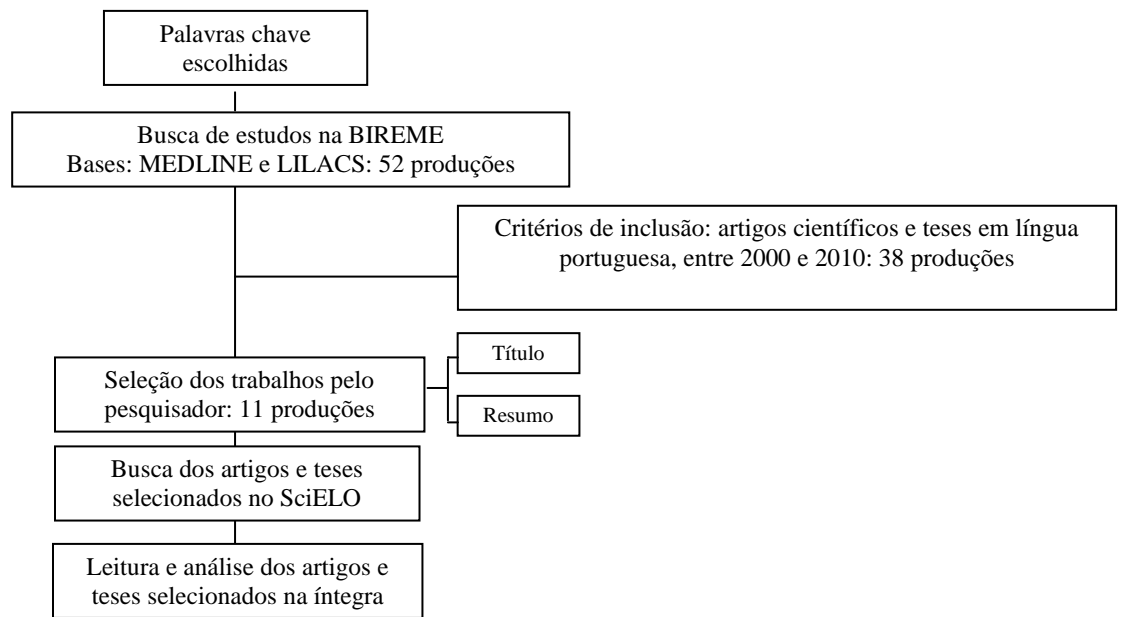 Palavras chave
escolhidas
Busca de estudos na BIREME
Bases: MEDLINE e LILACS: 52 produções
Critérios de inclusão: artigos científicos e teses em língua
portuguesa, entre 2000 e 2010: 38 produções
Título
Seleção dos trabalhos pelo
pesquisador: 11 produções
Resumo
Busca dos artigos e teses
selecionados no SciELO
Leitura e análise dos artigos e
teses selecionados na íntegra